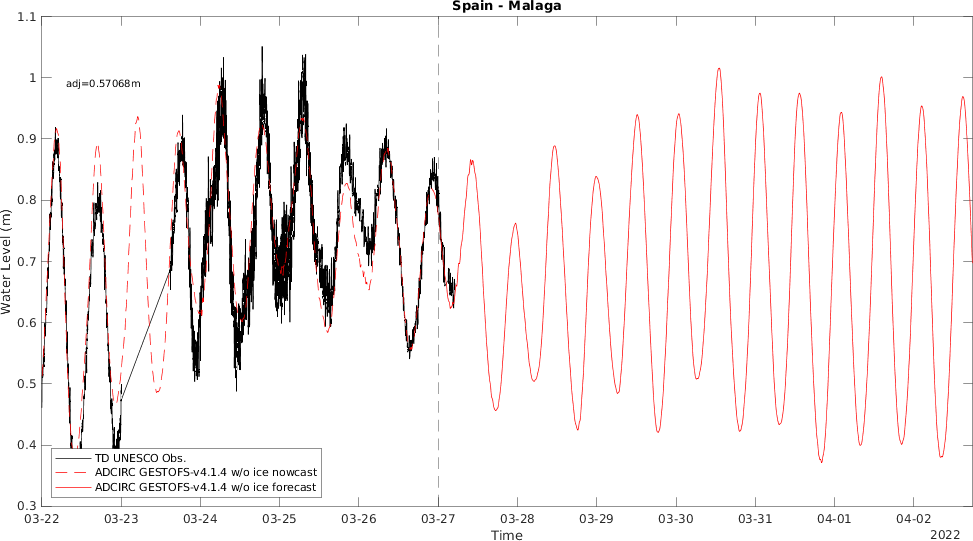 Spain - Malaga
1.1
1
0.9
0.8
0.7
0.6
0.5
0.4
0.3
Water Level (m)
adj=0.57068m
TD UNESCO Obs.
ADCIRC GESTOFS-v4.1.4 w/o ice nowcast
ADCIRC GESTOFS-v4.1.4 w/o ice forecast
03-22 03-23 03-24 03-25 03-26 03-27 03-28 03-29 03-30 03-31 04-01 04-02
Time
2022